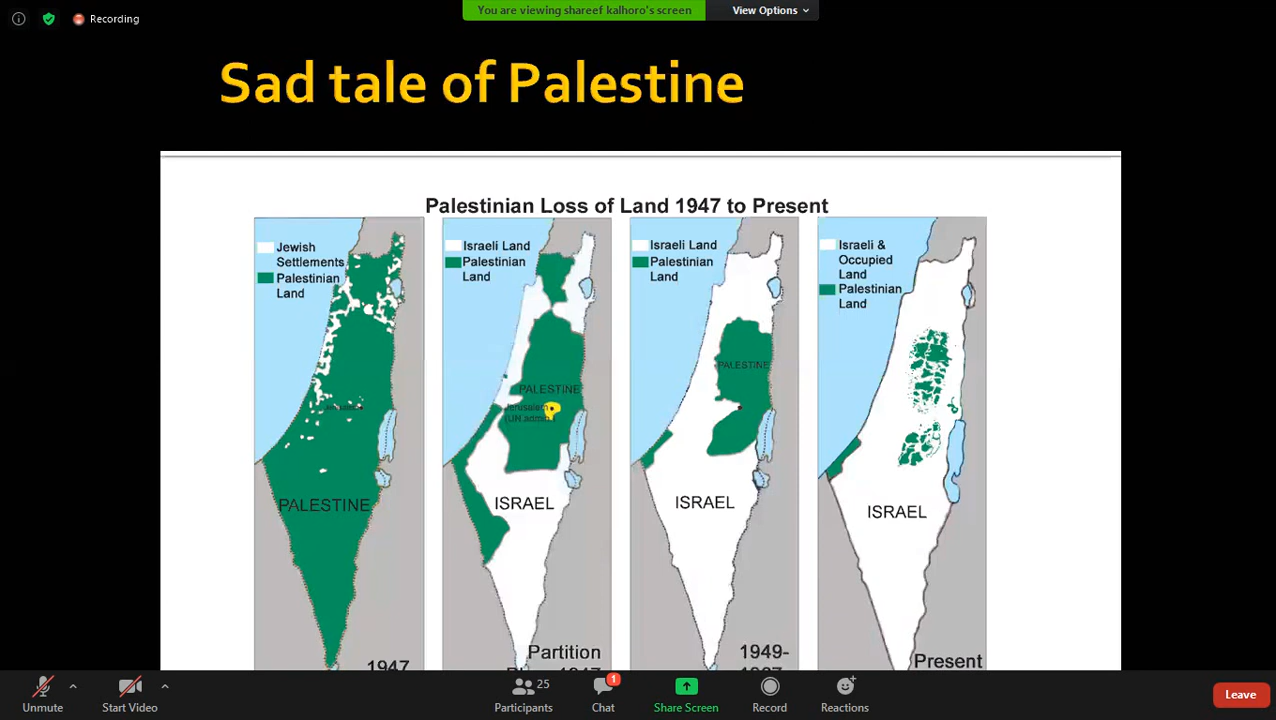 You are viewing shareef kalhoro's screen
View Options
Recording
Sad tale of Palestine
Palestinian Loss of Land 1947 to Present
Jewish
Settlements
Palestinian
Land
PALESTINE
1947
Israeli Land
Palestinian
Land
PALESTINE
Jerusalem
(UN admin)
ISRAEL
Partition
1947
Israeli Land
Palestinian
Land
PALESTINE
ISRAEL
1949-
1967
Israeli &
Occupied
Land
Palestinian
Land
ISRAEL
Present
Unmute
Start Video
Participants
25
Chat
1
Share Screen
Record
Reactions
Leave